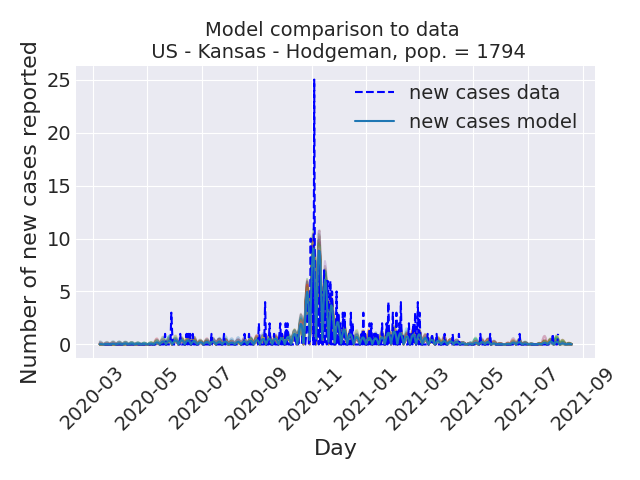 Model comparison to data
US - Kansas - Hodgeman, pop. = 1794
Number of new cases reported
25
20
15
10
5
0
new cases data
new cases model
2020-03
2020-05
2020-07
2020-09
2020-11
2021-01
2021-03
2021-05
2021-07
2021-09
Day